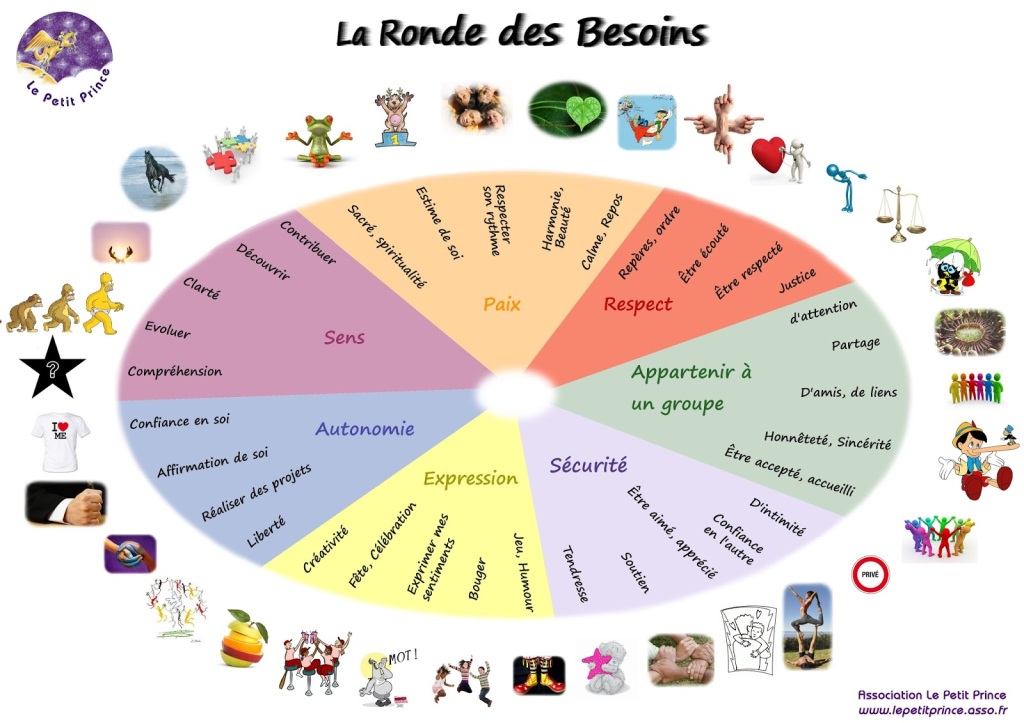 La Ronde des Besoins
Le Petit Prince
Paix
Sacré, spiritualité
Estime de soi
Respecter
son rythme
Harmonie,
Beauté
Calme, Repos
Respect
Repères, ordre
Être écouté
Être respecté
Justice
Appartenir à
un groupe
d'attention
Partage
D'amis, de liens
Honnêteté, Sincérité
Être accepté, accueilli
Sécurité
D'intimité
Confiance
en l'autre
Être aimé, apprécié
Soutien
Tendresse
Expression
Jeu, Humour
Bouger
Exprimer mes
sentiments
Fête, Célébration
Créativité
Autonomie
Liberté
Réaliser des projets
Affirmation de soi
Confiance en soi
Sens
Compréhension
Evoluer
Clarté
Découvrir
Contribuer
1
?
I ♥
ME
MOT !
PRIVÉ
Association Le Petit Prince
www.lepetitprince.asso.fr